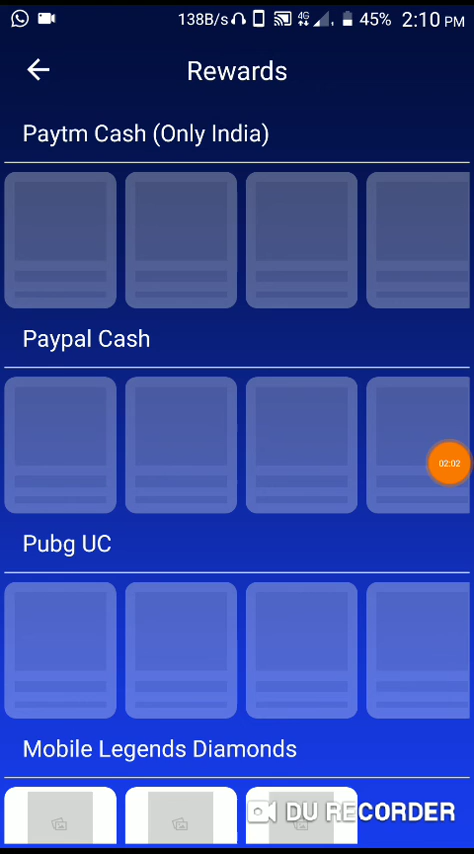 138B/s 4G 45% 2:10 PM
Rewards
Paytm Cash (Only India)
Paypal Cash
02:02
Pubg UC
Mobile Legends Diamonds
DU RECORDER